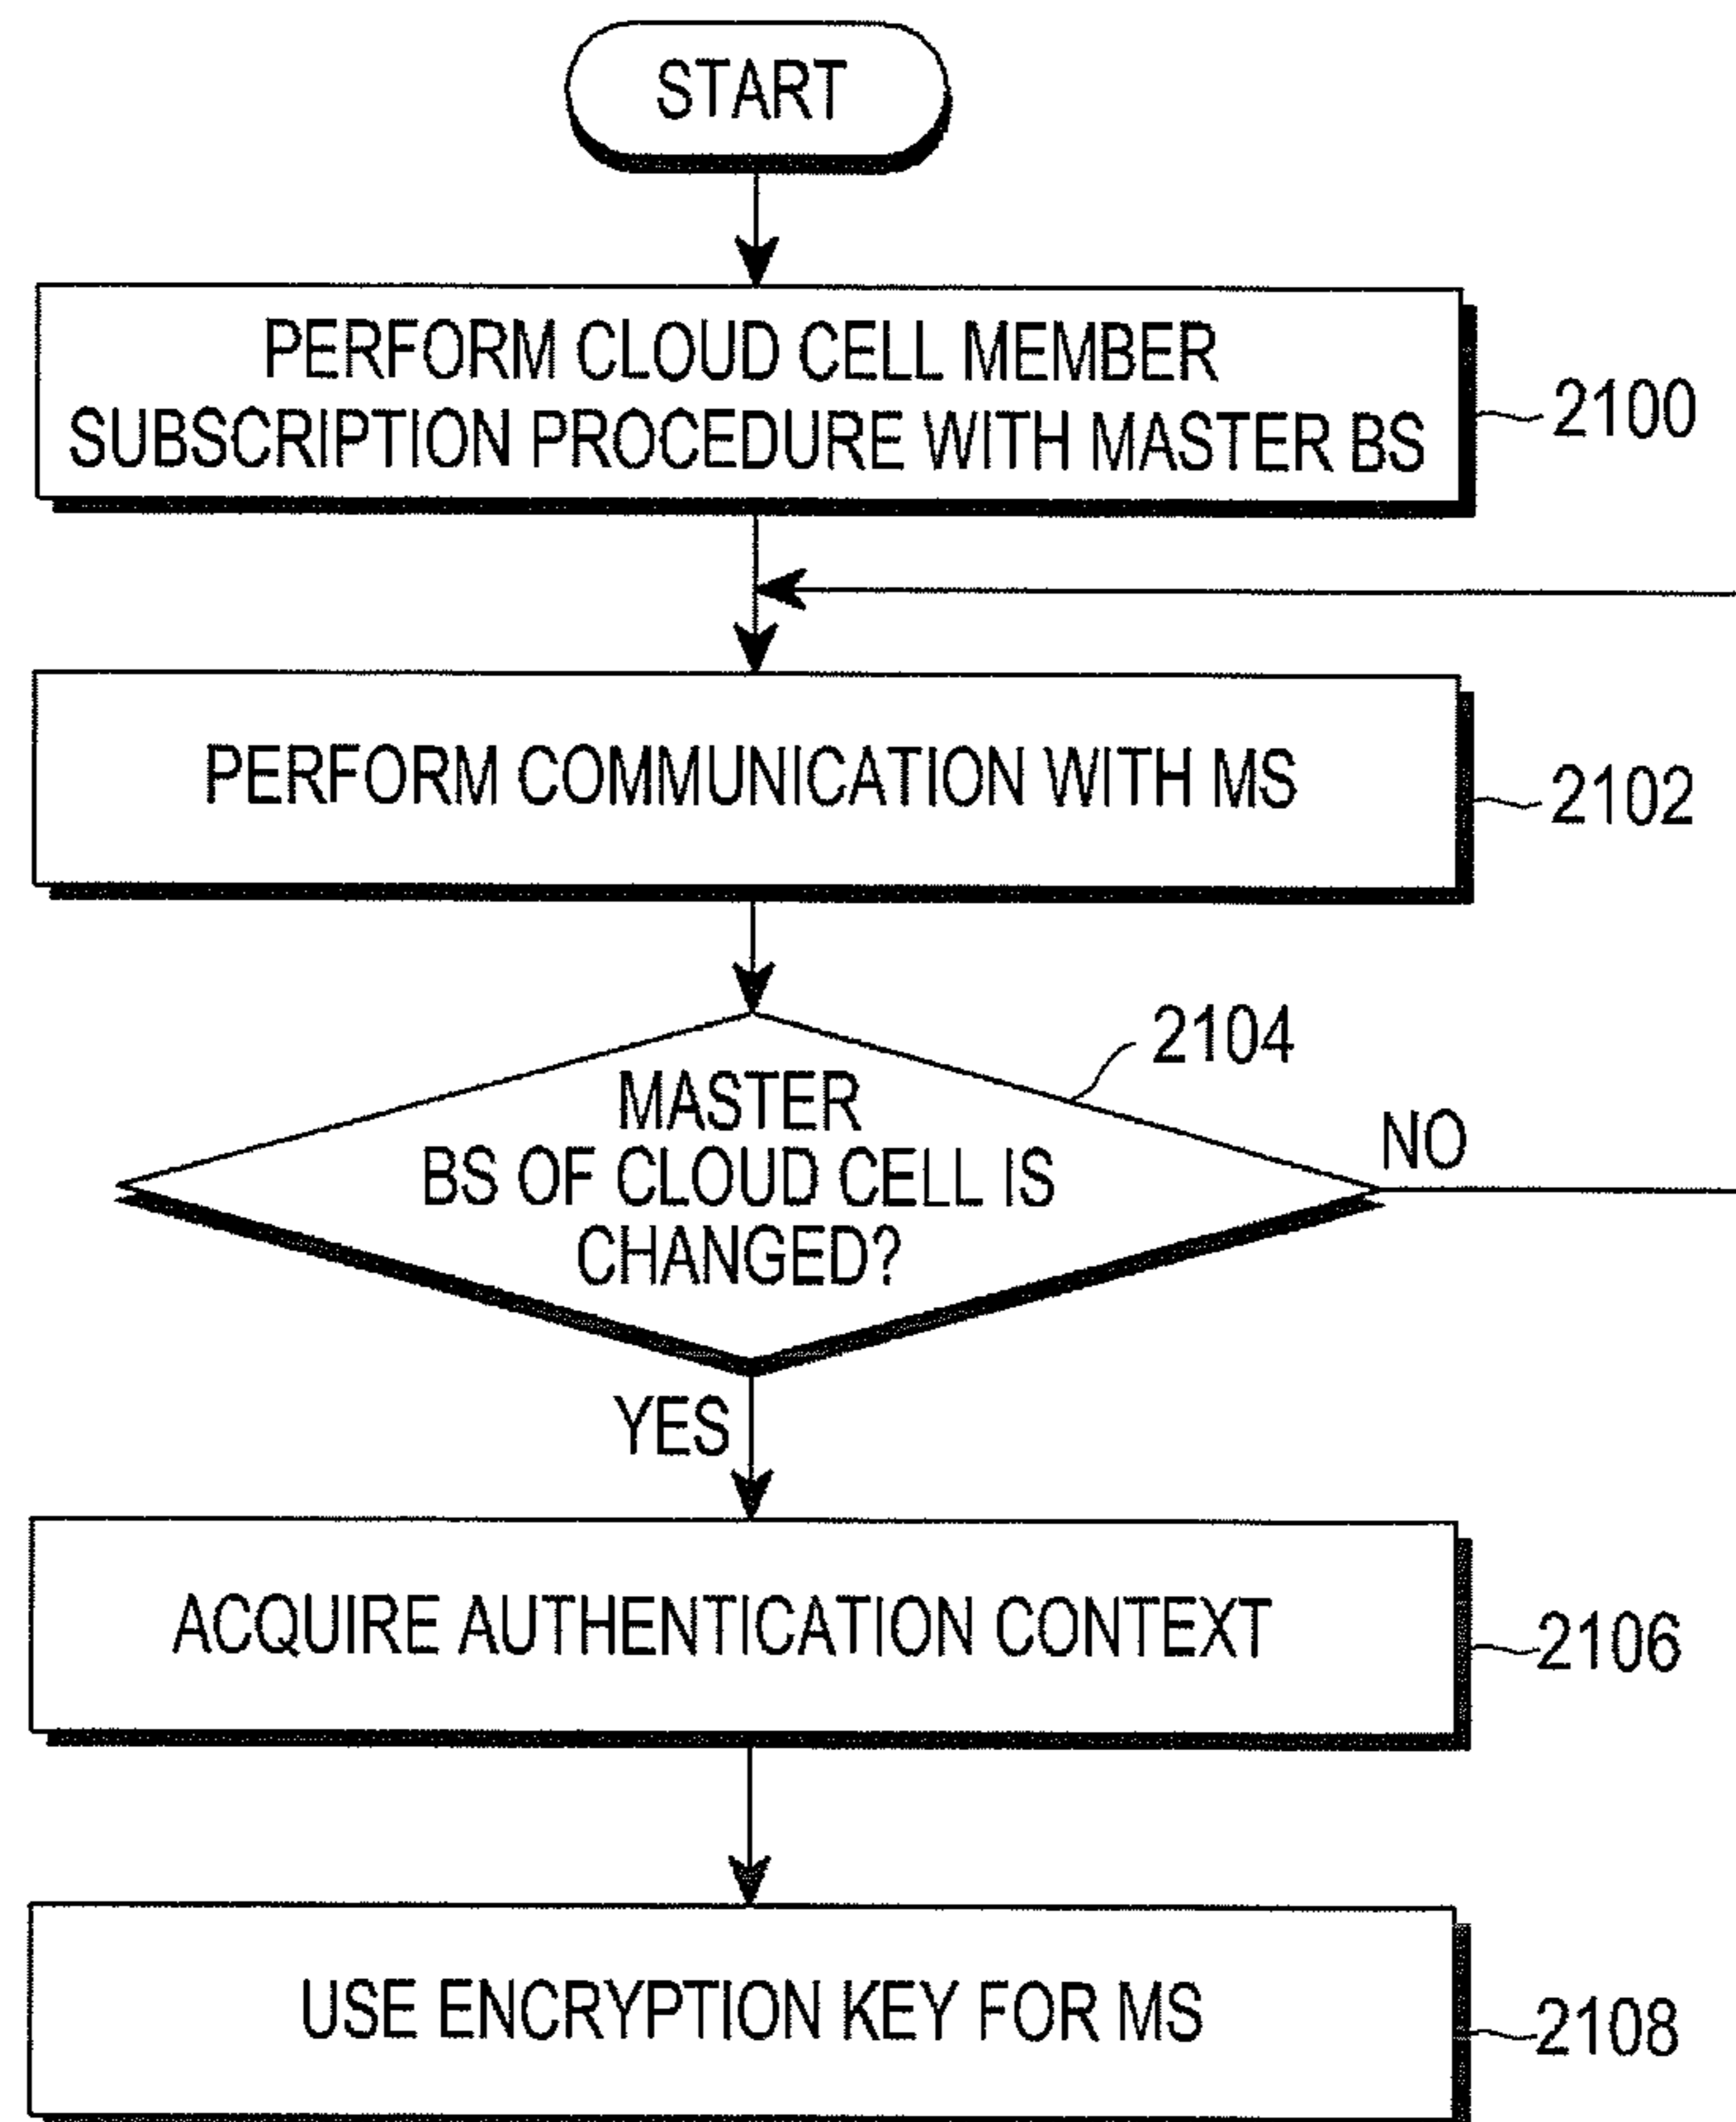 START
PERFORM CLOUD CELL MEMBER
SUBSCRIPTION PROCEDURE WITH MASTER BS
2100
PERFORM COMMUNICATION WITH MS
2102
2104
MASTER
BS OF CLOUD CELL IS
CHANGED?
NO
YES
ACQUIRE AUTHENTICATION CONTEXT
2106
USE ENCRYPTION KEY FOR MS
2108